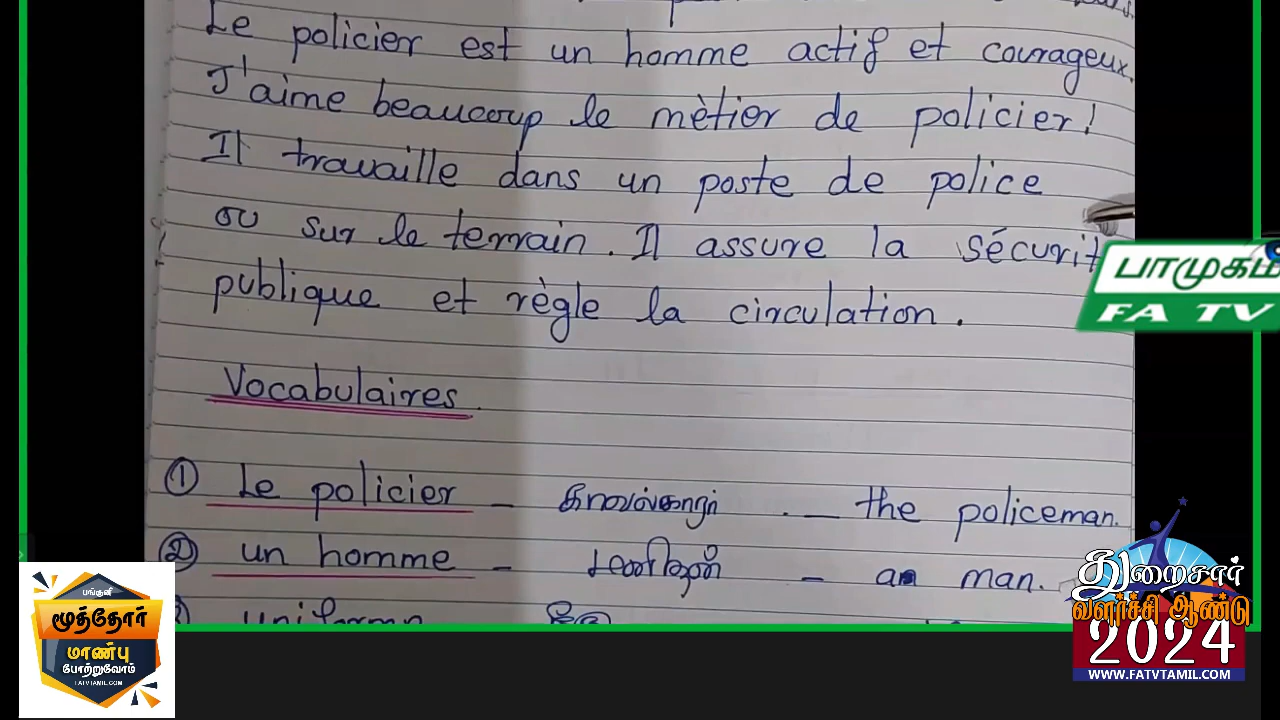 Le policier est un homme actif et courageux.
J'aime beaucoup le mètier de policier!
Il travaille dans un poste de police
ou sur le terrain. Il assure la sécurit
publique et règle la circulation.
Vocabulaires
① Le policier – காவல்காரர் – the policeman.
② un homme – மனிதன் – a man.
பாமுகம்
FA TV
பங்குனி
மூத்தோர்
மாண்பு
போற்றுவோம்
FATVTAMIL.COM
துறைசார்
வளர்ச்சி ஆண்டு
2024
WWW.FATVTAMIL.COM